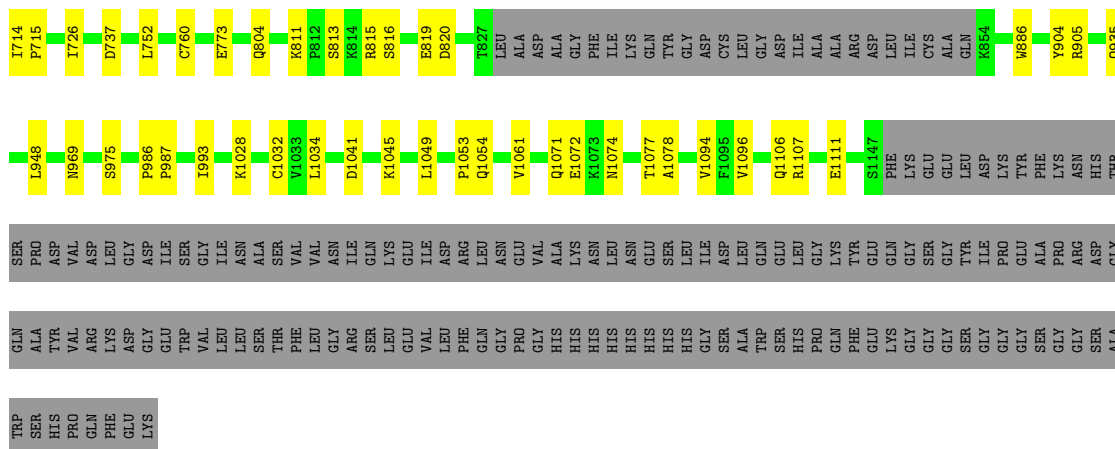 I714 P715 I726 D737 L752 C760 E773 Q804 K811 P812 S813 K814 R815 S816 E819 D820 T827 LEU ALA ASP ALA GLY PHE ILE LYS GLN TYR GLY ASP CYS LEU GLY ASP ILE ALA ALA ARG ASP LEU ILE CYS ALA GLN K854 W886 Y904 R905 Q935
L948 N969 S975 P986 P987 I993 K1028 C1032 V1033 L1034 D1041 K1045 L1049 P1053 Q1054 V1061 Q1071 E1072 K1073 N1074 T1077 A1078 V1094 F1095 V1096 Q1106 R1107 E1111 S1147 PHE LYS GLU GLU LEU ASP LYS TYR PHE LYS ASN HIS THR
SER PRO ASP VAL ASP LEU GLY ASP ILE SER GLY ILE ASN ALA SER VAL VAL ASN ILE GLN LYS GLU ILE ASP ARG LEU ASN GLU VAL ALA LYS ASN LEU ASN GLU SER LEU ILE ASP LEU GLN GLU LEU GLY LYS TYR GLU GLN GLY SER GLY TYR ILE PRO GLU ALA PRO ARG ASP GLY
GLN ALA TYR VAL ARG LYS ASP GLY GLU TRP VAL LEU LEU SER THR PHE LEU GLY ARG SER LEU GLU VAL LEU PHE GLN GLY PRO GLY HIS HIS HIS HIS HIS HIS HIS HIS GLY SER ALA TRP SER HIS PRO GLN PHE GLU LYS GLY GLY GLY SER GLY GLY GLY SER GLY GLY SER ALA
TRP SER HIS PRO GLN PHE GLU LYS